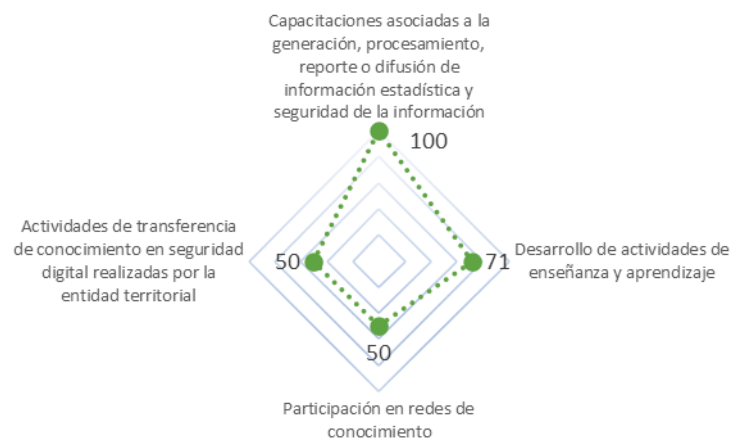 Capacitaciones asociadas a la
generación, procesamiento,
reporte o difusión de
información estadística y
seguridad de la información
100
Actividades de transferencia
de conocimiento en seguridad
digital realizadas por la
entidad territorial
50
71
Desarrollo de actividades de
enseñanza y aprendizaje
50
Participación en redes de
conocimiento